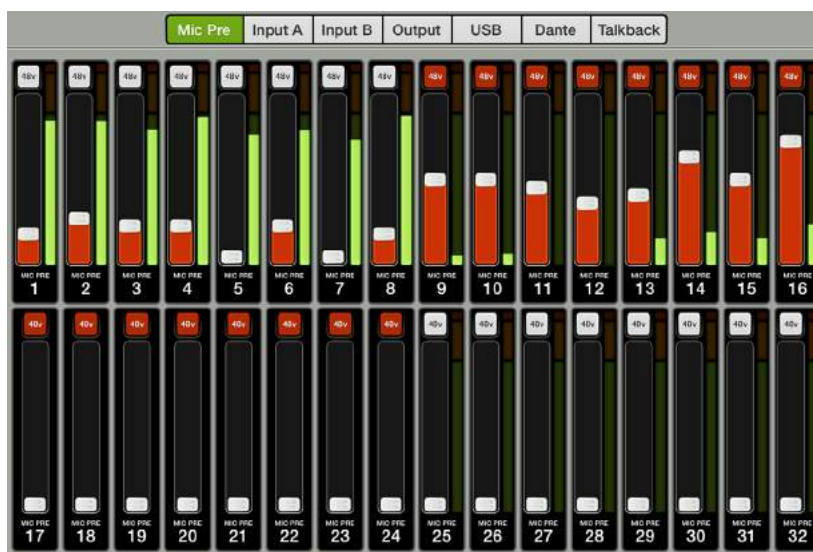 Mic Pre Input A Input B Output USB Dante Talkback
48v 48v 48v 48v 48v 48v 48v 48v 48v 48v 48v 48v 48v 48v 48v 48v
MIC PRE MIC PRE MIC PRE MIC PRE MIC PRE MIC PRE MIC PRE MIC PRE MIC PRE MIC PRE MIC PRE MIC PRE MIC PRE MIC PRE MIC PRE MIC PRE
1 2 3 4 5 6 7 8 9 10 11 12 13 14 15 16
48v 48v 48v 48v 48v 48v 48v 48v 48v 48v 48v 48v 48v 48v 48v 48v
MIC PRE MIC PRE MIC PRE MIC PRE MIC PRE MIC PRE MIC PRE MIC PRE MIC PRE MIC PRE MIC PRE MIC PRE MIC PRE MIC PRE MIC PRE MIC PRE
17 18 19 20 21 22 23 24 25 26 27 28 29 30 31 32